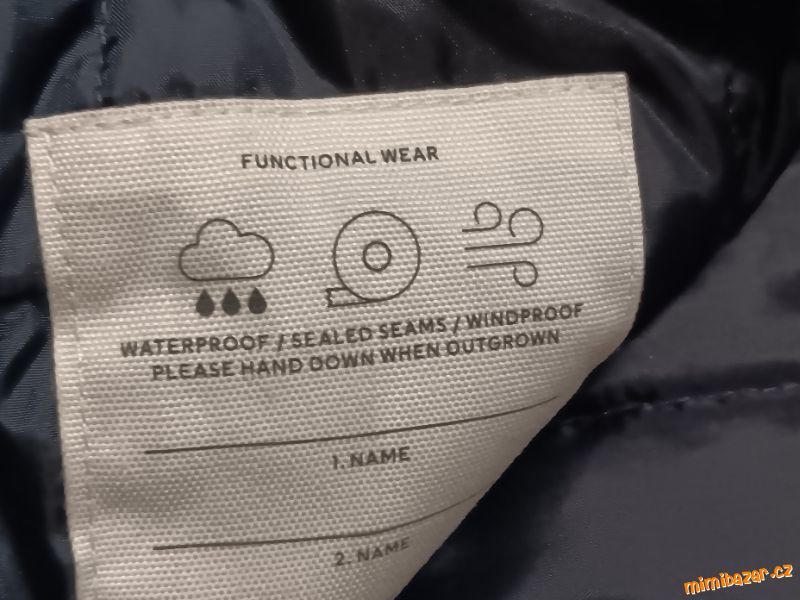 FUNCTIONAL WEAR
WATERPROOF / SEALED SEAMS / WINDPROOF
PLEASE HAND DOWN WHEN OUTGROWN
1. NAME
2. NAME
mimibazar.cz